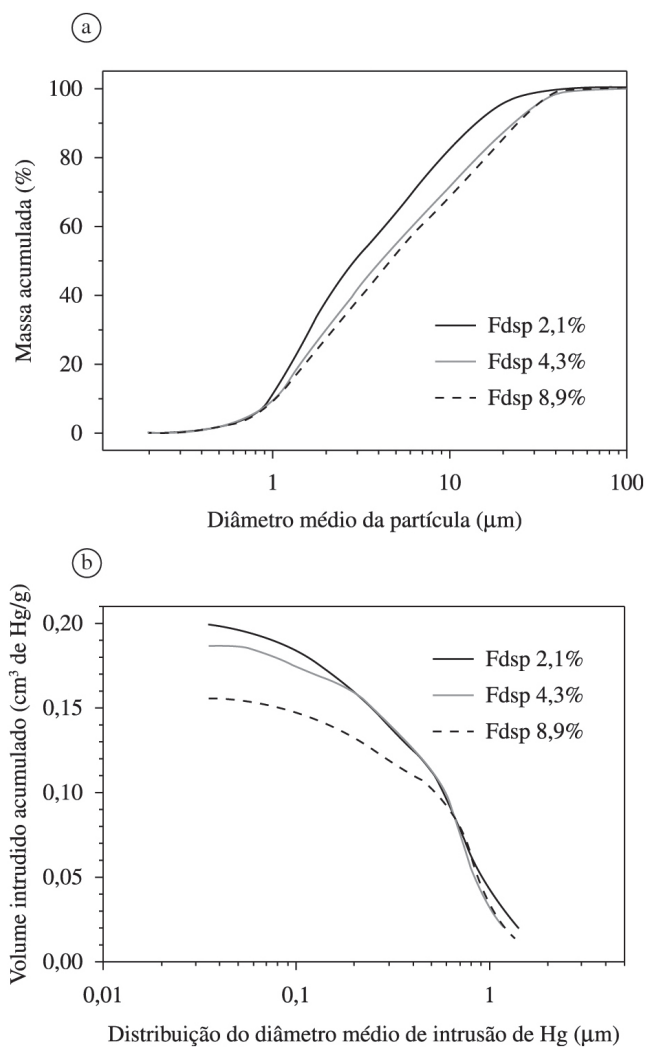 a
100
80
60
40
20
0
Massa acumulada (%)
Fdsp 2,1%
Fdsp 4,3%
Fdsp 8,9%
1
10
100
Diâmetro médio da partícula (μm)
b
0,20
0,15
0,10
0,05
0,00
Volume intrudido acumulado (cm³ de Hg/g)
Fdsp 2,1%
Fdsp 4,3%
Fdsp 8,9%
0,01
0,1
1
Distribuição do diâmetro médio de intrusão de Hg (μm)